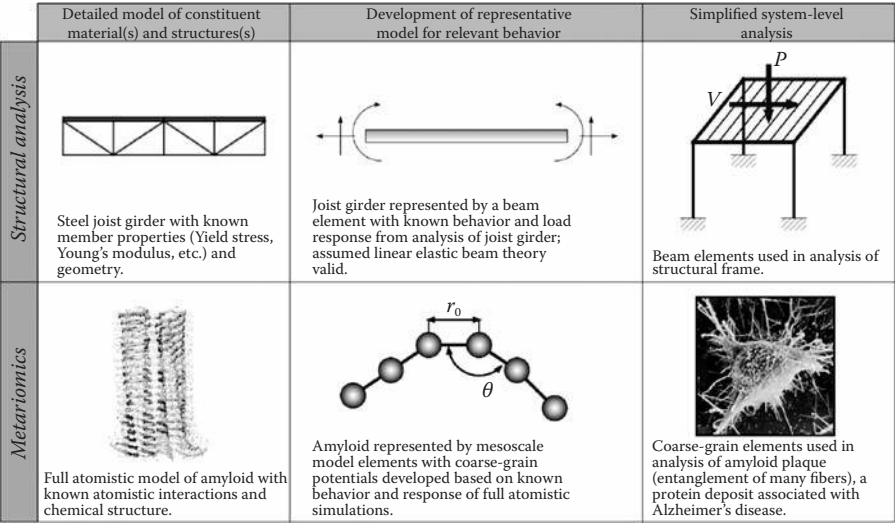 Detailed model of constituent
material(s) and structures(s)
Development of representative
model for relevant behavior
Simplified system-level
analysis
Structural analysis
Steel joist girder with known
member properties (Yield stress,
Young's modulus, etc.) and
geometry.
Joist girder represented by a beam
element with known behavior and load
response from analysis of joist girder;
assumed linear elastic beam theory
valid.
P
V
Beam elements used in analysis of
structural frame.
Metariomics
Full atomistic model of amyloid with
known atomistic interactions and
chemical structure.
r0
θ
Amyloid represented by mesoscale
model elements with coarse-grain
potentials developed based on known
behavior and response of full atomistic
simulations.
Coarse-grain elements used in
analysis of amyloid plaque
(entanglement of many fibers), a
protein deposit associated with
Alzheimer's disease.